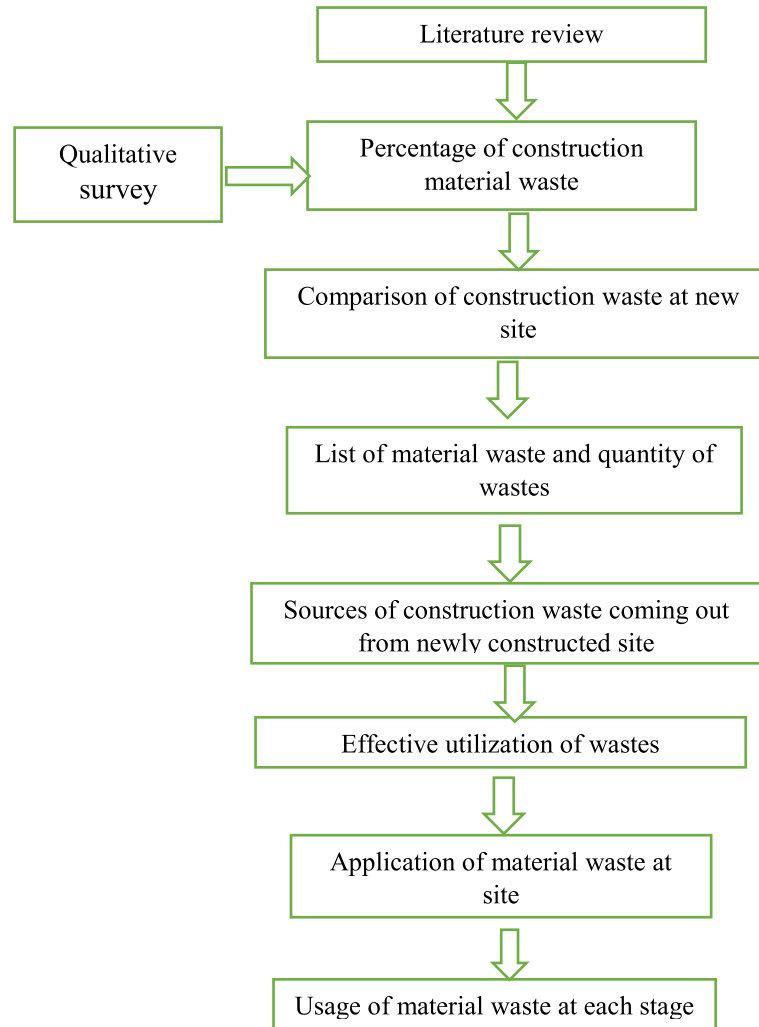 Literature review
Qualitative
survey
Percentage of construction
material waste
Comparison of construction waste at new
site
List of material waste and quantity of
wastes
Sources of construction waste coming out
from newly constructed site
Effective utilization of wastes
Application of material waste at
site
Usage of material waste at each stage